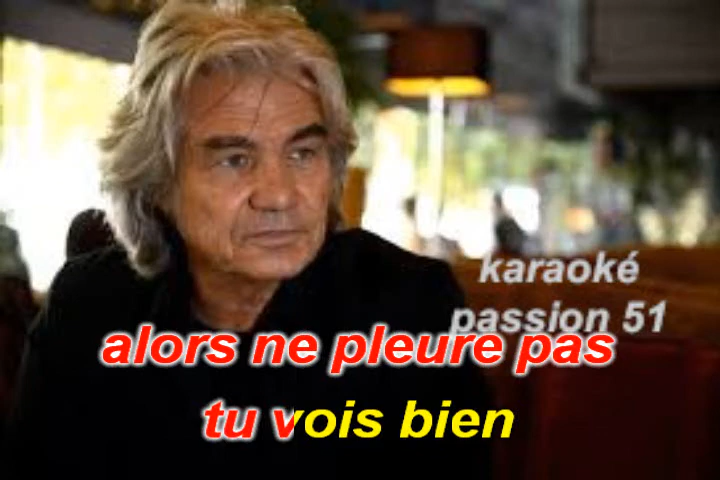 karaoké
passion 51
alors ne pleure pas
tu vois bien